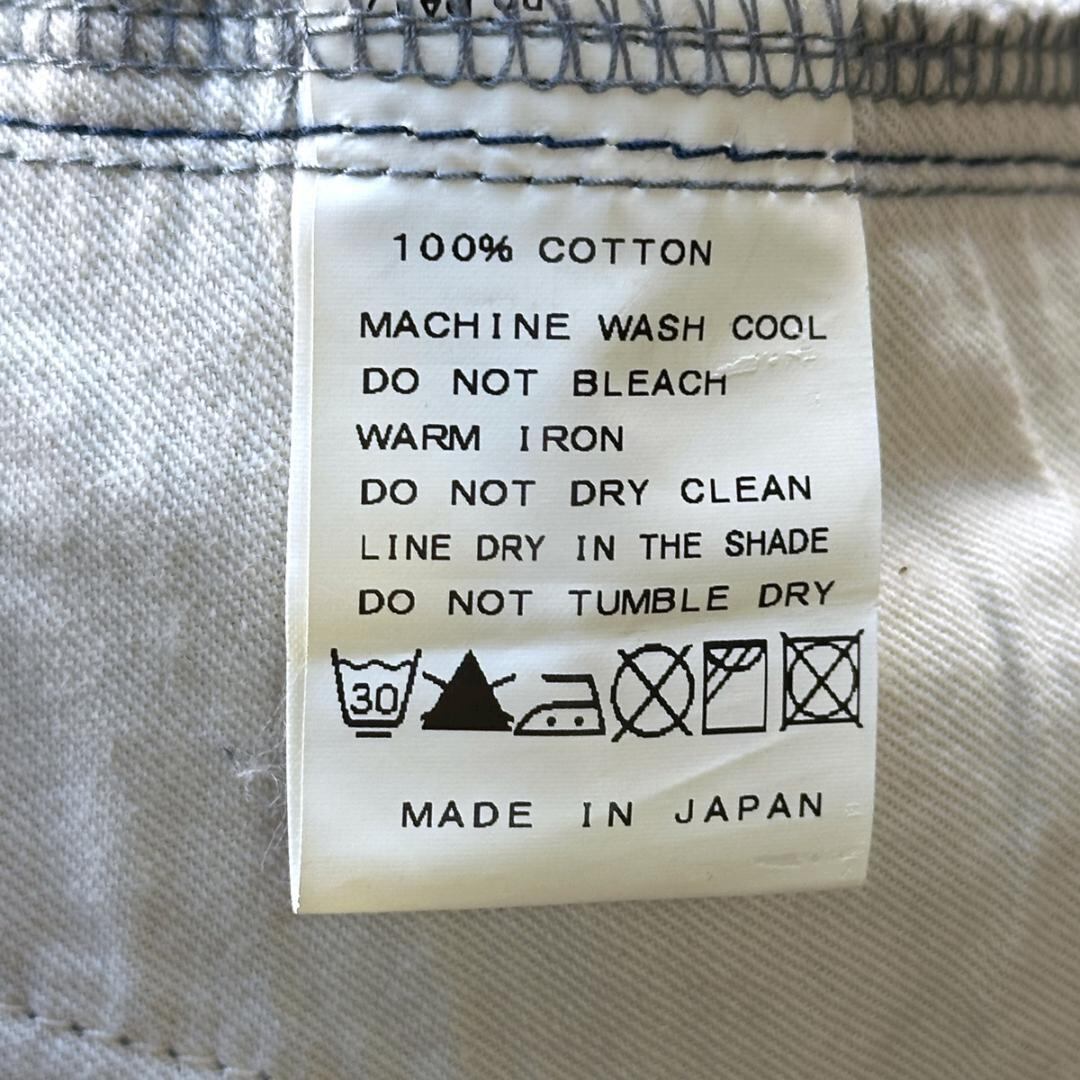 100% COTTON
MACHINE WASH COOL
DO NOT BLEACH
WARM IRON
DO NOT DRY CLEAN
LINE DRY IN THE SHADE
DO NOT TUMBLE DRY
30
MADE IN JAPAN